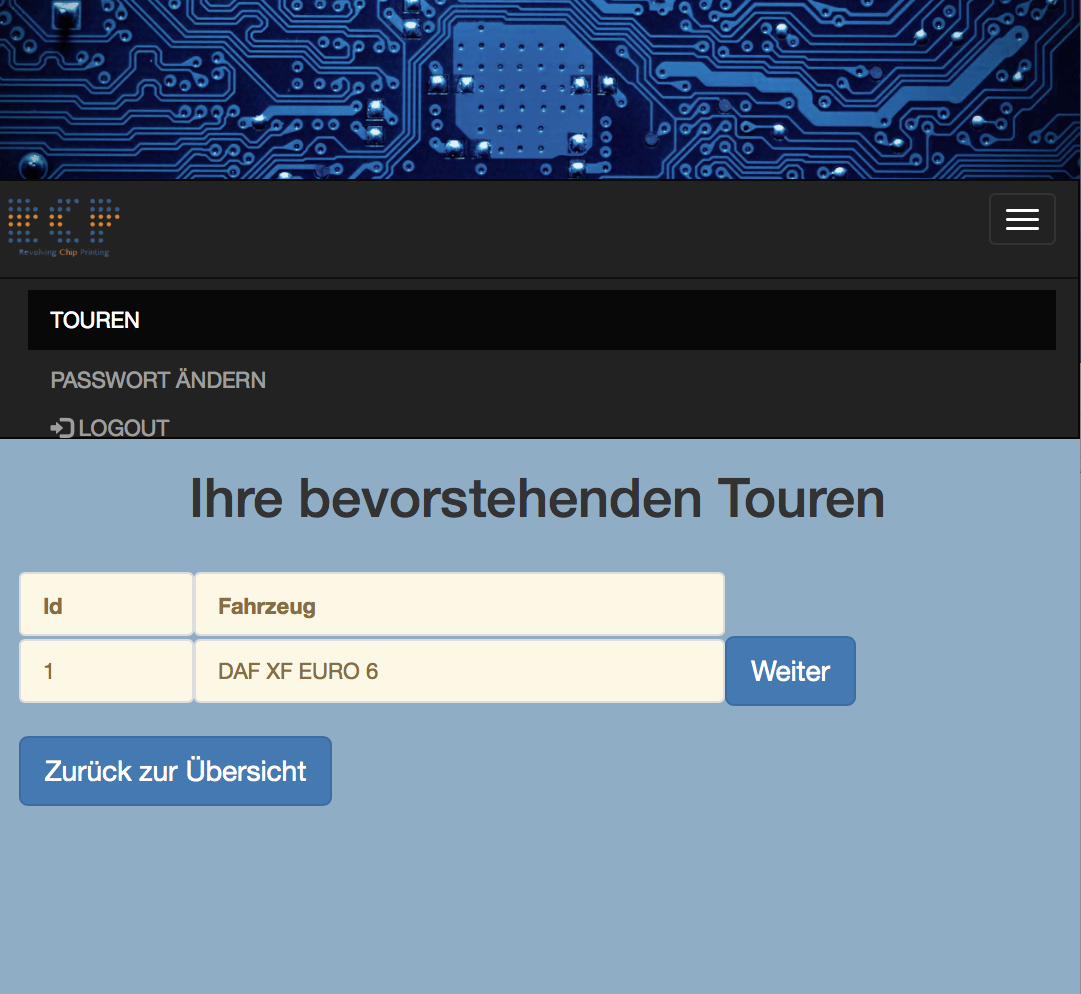 RCP
Revolving Chip Printing
TOUREN
PASSWORT ÄNDERN
LOGOUT
Ihre bevorstehenden Touren
Id Fahrzeug
1 DAF XF EURO 6 Weiter
Zurück zur Übersicht